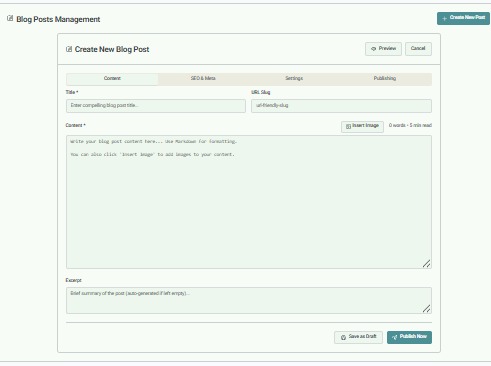 Blog Posts Management
Create New Post
Create New Blog Post
Preview
Cancel
Content
SEO & Meta
Settings
Publishing
Title *
URL Slug
Enter compelling blog post title...
url-friendly-slug
Content *
Insert Image
0 words • 5 min read
Write your blog post content here... Use Markdown for formatting.
You can also click 'Insert Image' to add images to your content.
Excerpt
Brief summary of the post (auto-generated if left empty)...
Save as Draft
Publish Now